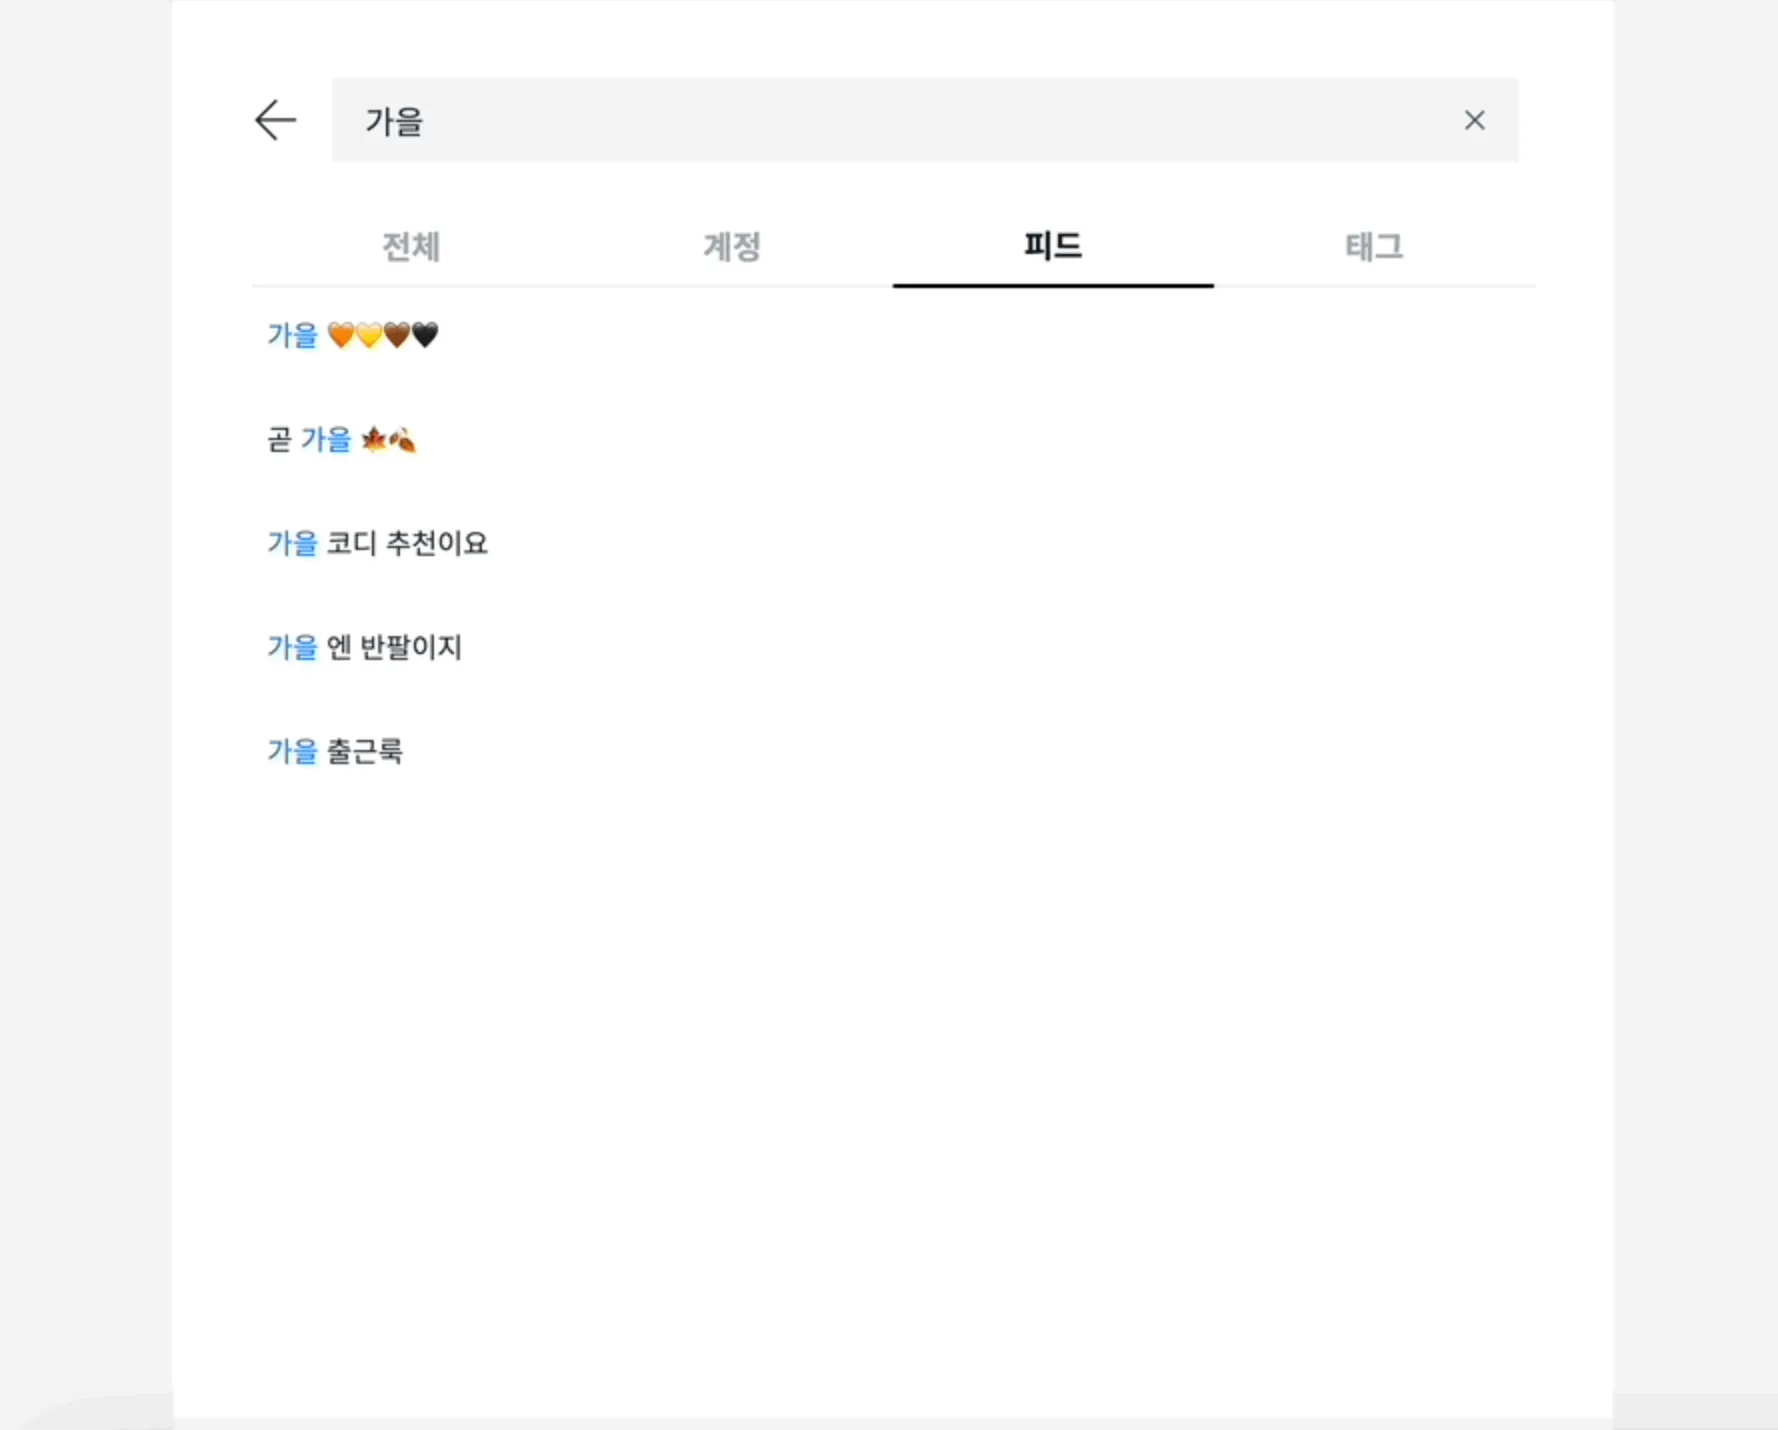 가을
전체 계정 피드 태그
가을 🧡💛🤎🖤
곧 가을 🍁🍂
가을 코디 추천이요
가을 엔 반팔이지
가을 출근룩